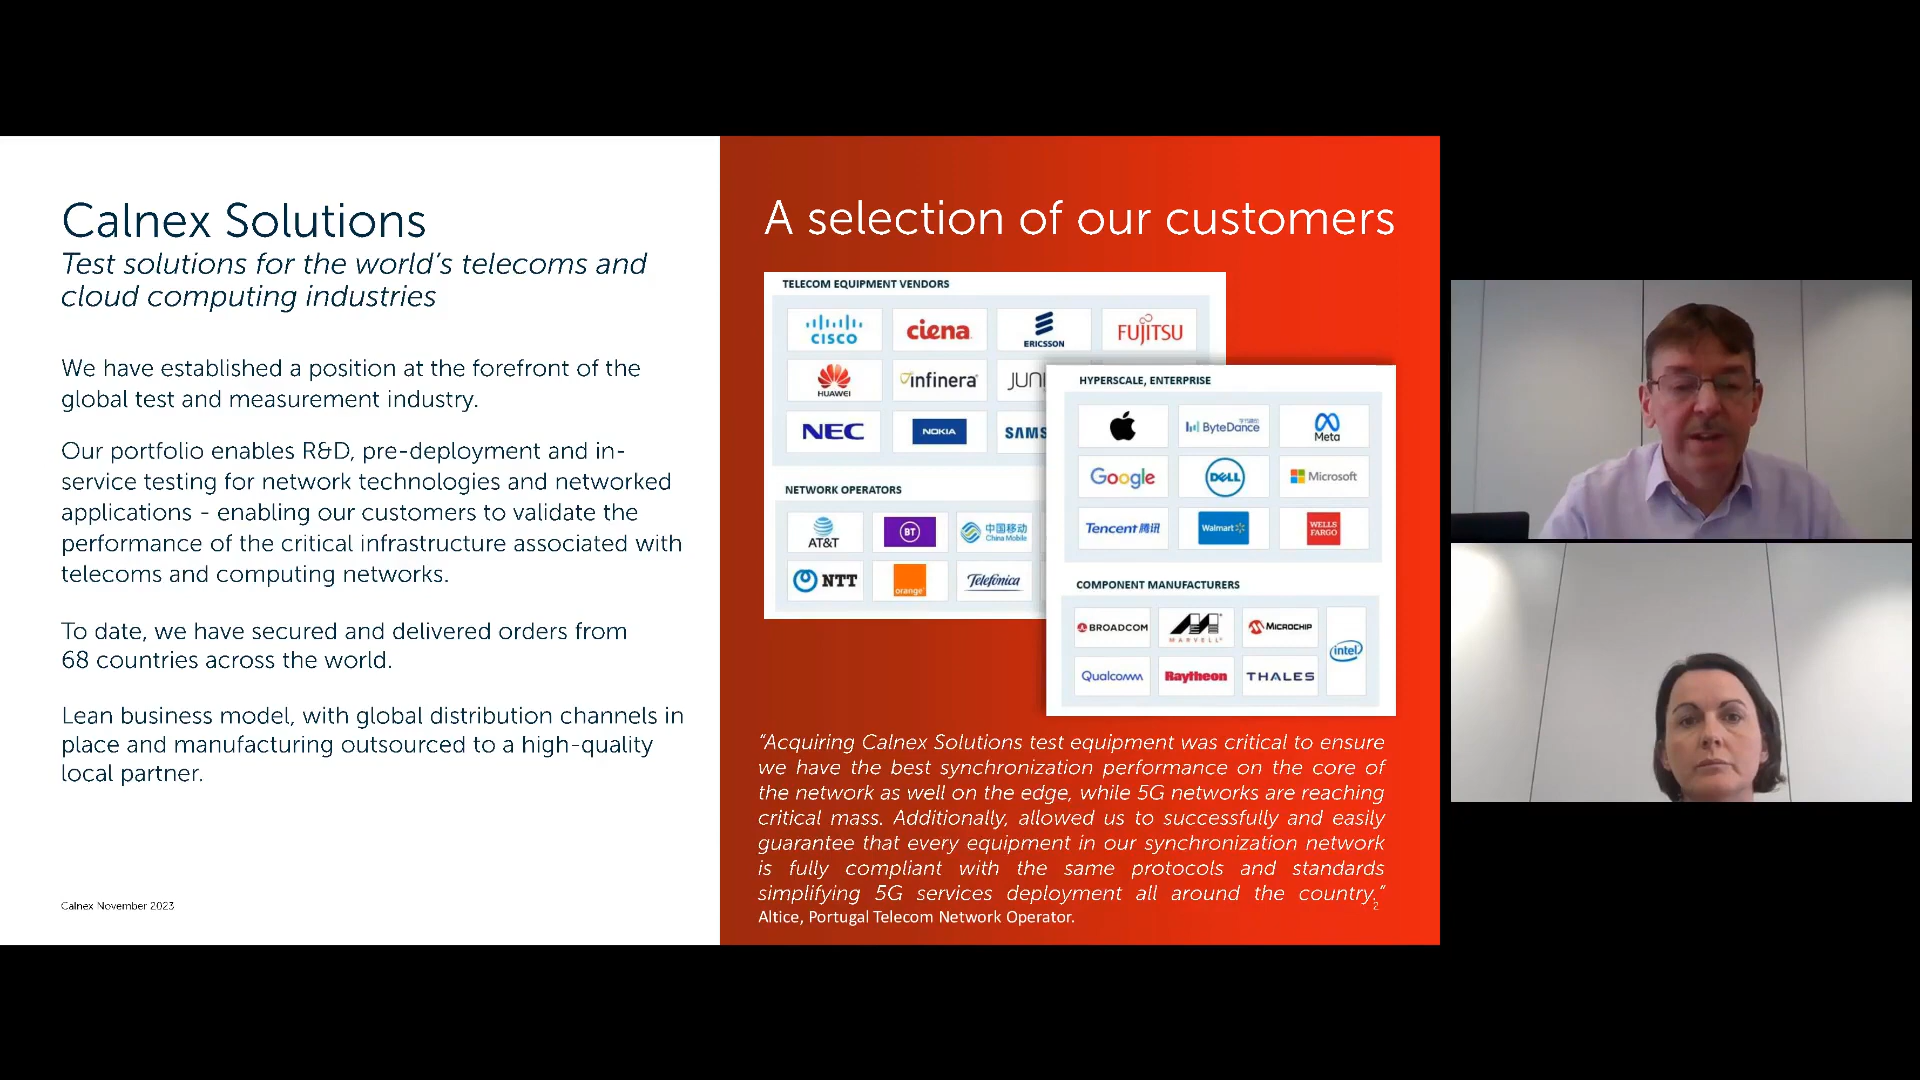 Calnex Solutions
Test solutions for the world's telecoms and
cloud computing industries
We have established a position at the forefront of the
global test and measurement industry.
Our portfolio enables R&D, pre-deployment and in-
service testing for network technologies and networked
applications - enabling our customers to validate the
performance of the critical infrastructure associated with
telecoms and computing networks.
To date, we have secured and delivered orders from
68 countries across the world.
Lean business model, with global distribution channels in
place and manufacturing outsourced to a high-quality
local partner.
Calnex November 2023
A selection of our customers
TELECOM EQUIPMENT VENDORS
CISCO ciena ERICSSON FUJITSU
HUAWEI infinera JUNI
NEC NOKIA SAMS
NETWORK OPERATORS
AT&T BT 中国移动 China Mobile
NTT orange Telefónica
HYPERSCALE, ENTERPRISE
字节跳动 ByteDance Meta
Google DELL Microsoft
Tencent 腾讯 Walmart WELLS FARGO
COMPONENT MANUFACTURERS
BROADCOM MARVELL MICROCHIP intel
Qualcomm Raytheon THALES
“Acquiring Calnex Solutions test equipment was critical to ensure
we have the best synchronization performance on the core of
the network as well on the edge, while 5G networks are reaching
critical mass. Additionally, allowed us to successfully and easily
guarantee that every equipment in our synchronization network
is fully compliant with the same protocols and standards
simplifying 5G services deployment all around the country.”
Altice, Portugal Telecom Network Operator.
2